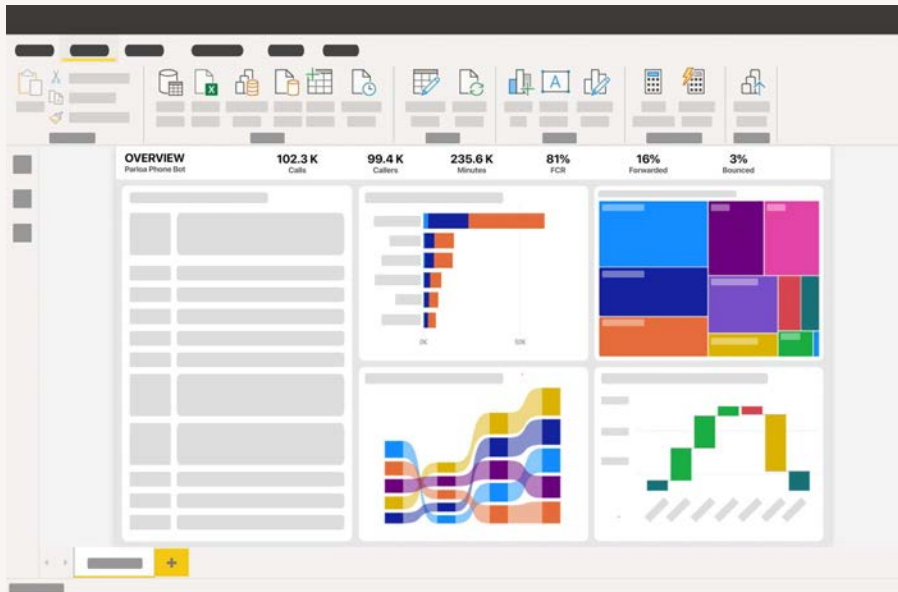 A
OVERVIEW
Parloa Phone Bot
102.3 K
Calls
99.4 K
Callers
235.6 K
Minutes
81%
FCR
16%
Forwarded
3%
Bounced
0K
50K